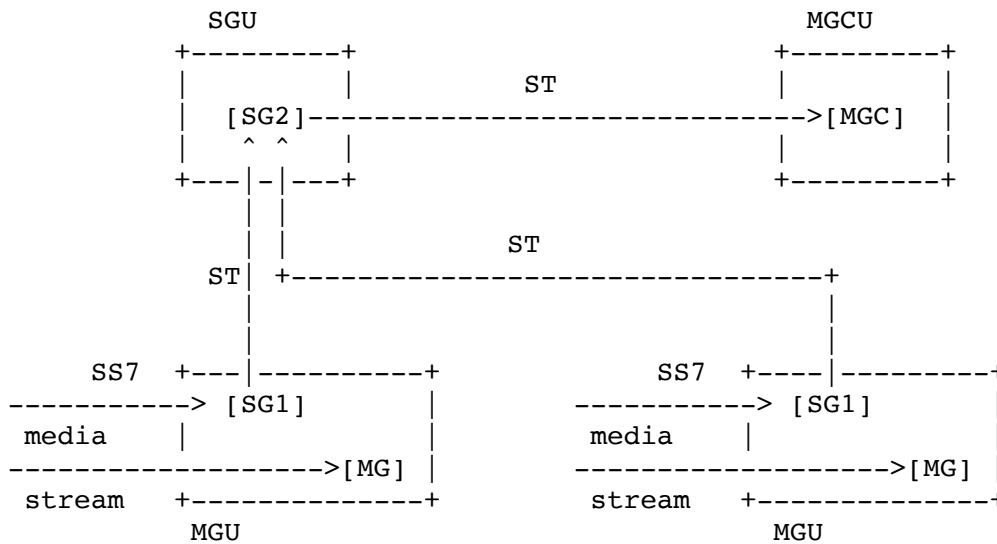 SGU MGCU
+---------+ +---------+
| | ST | |
| [SG2]------------------------------>[MGC] |
| ^ ^ | | |
+---|-|---+ +---------+
| |
| | ST
ST| +--------------------------------+
| |
| |
SS7 +---|----------+ SS7 +----|---------+
-----------> [SG1] | -----------> [SG1] |
media | | media | |
------------------->[MG] | ------------------->[MG] |
stream +--------------+ stream +--------------+
MGU MGU